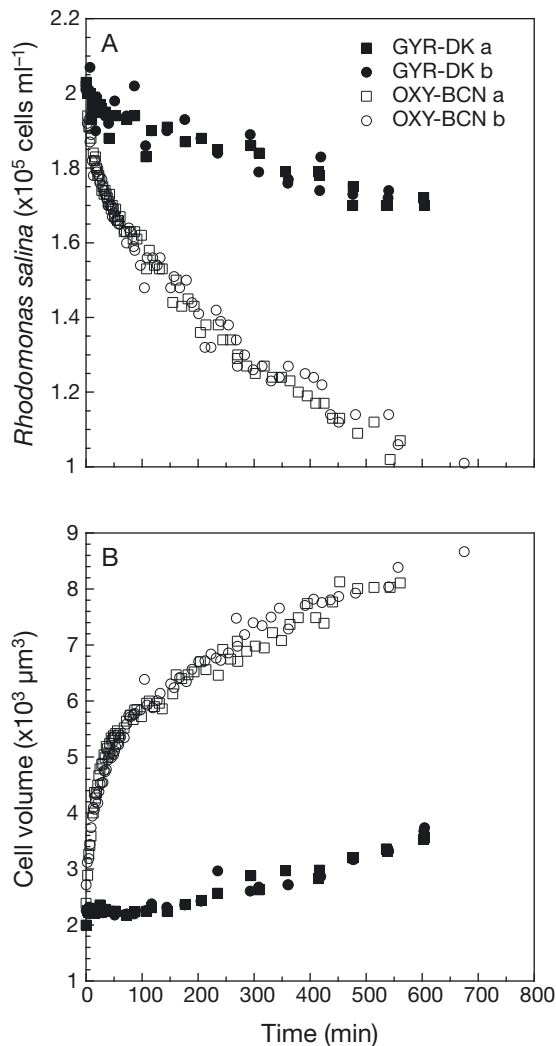 A
GYR-DK a
GYR-DK b
OXY-BCN a
OXY-BCN b
Rhodomonas salina (x10⁵ cells ml⁻¹)
2.2
2
1.8
1.6
1.4
1.2
1
B
Cell volume (x10³ µm³)
9
8
7
6
5
4
3
2
1
0 100 200 300 400 500 600 700 800
Time (min)